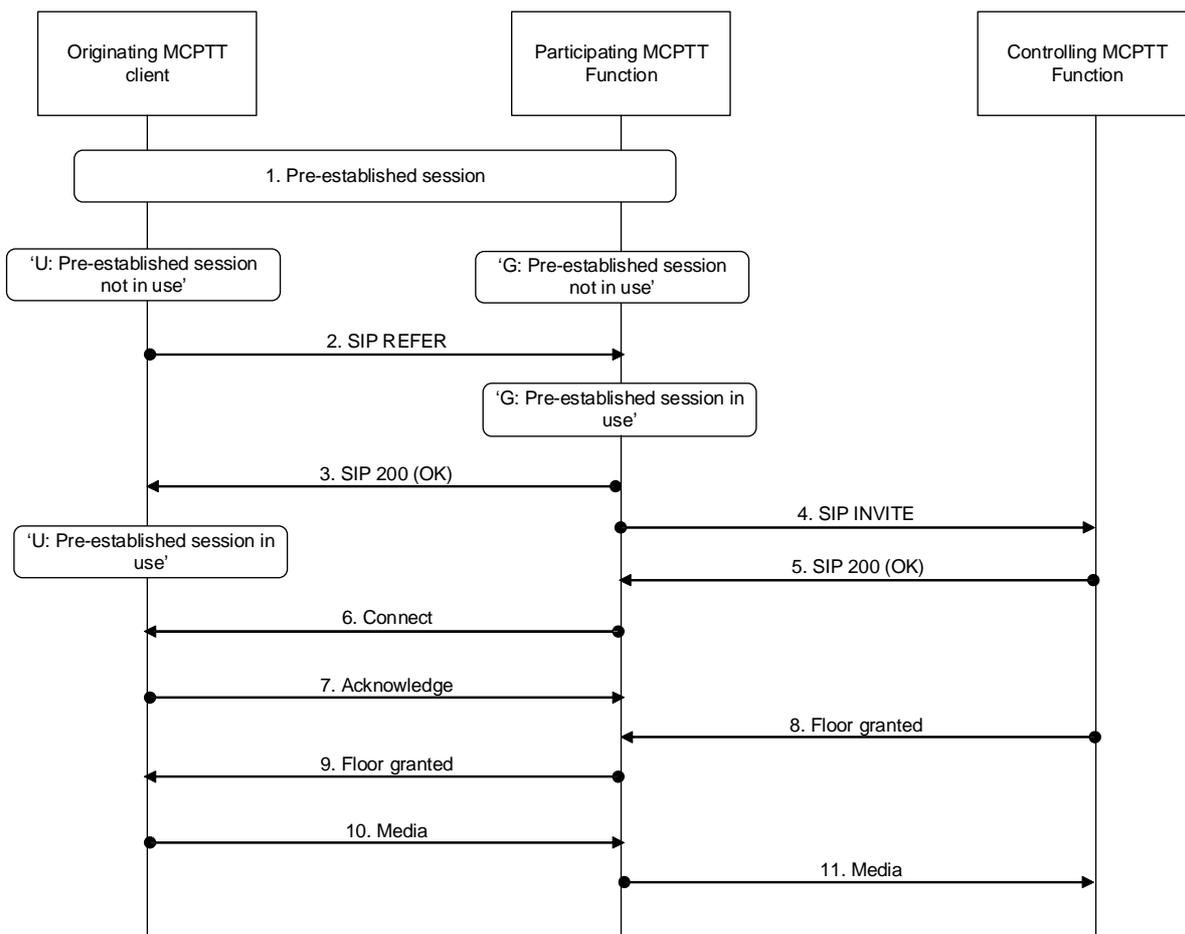 Originating MCPTT
client
Participating MCPTT
Function
Controlling MCPTT
Function
1. Pre-established session
‘U: Pre-established session
not in use’
‘G: Pre-established session
not in use’
2. SIP REFER
‘G: Pre-established session in
use’
3. SIP 200 (OK)
4. SIP INVITE
‘U: Pre-established session in
use’
5. SIP 200 (OK)
6. Connect
7. Acknowledge
8. Floor granted
9. Floor granted
10. Media
11. Media